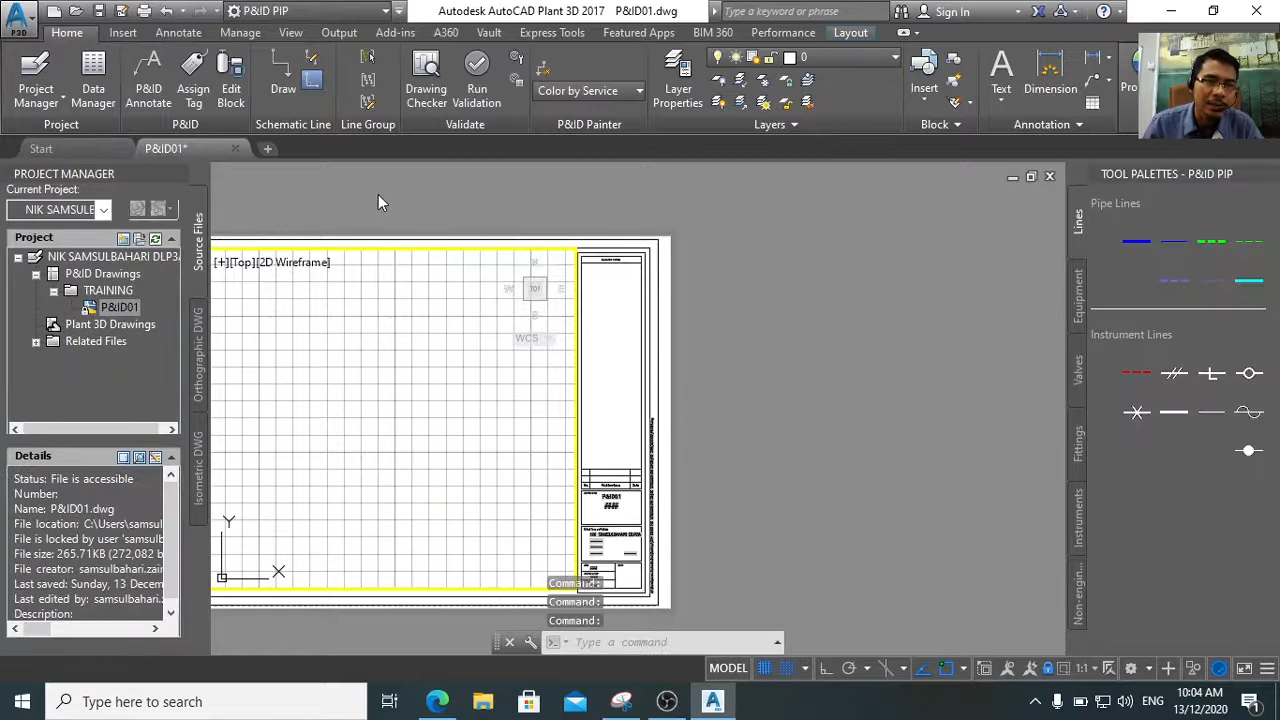 P3D
P&ID PIP
Autodesk AutoCAD Plant 3D 2017 P&ID01.dwg
Type a keyword or phrase
Sign In
Home Insert Annotate Manage View Output Add-ins A360 Vault Express Tools Featured Apps BIM 360 Performance Layout
Project Manager
Data Manager
P&ID Annotate
Assign Tag
Edit Block
Draw
Drawing Checker
Run Validation
Color by Service
Layer Properties
0
Insert
Text
Dimension
Pro
Project P&ID Schematic Line Line Group Validate P&ID Painter Layers Block Annotation
Start P&ID01*
PROJECT MANAGER
Current Project:
NIK SAMSULE
Project
NIK SAMSULBAHARI DLP3
P&ID Drawings
TRAINING
P&ID01
Plant 3D Drawings
Related Files
Source Files
Orthographic DWG
Isometric DWG
Details
Status: File is accessible
Number:
Name: P&ID01.dwg
File location: C:\Users\samsul
File is locked by user 'samsulb
File size: 265.71KB (272,082 b
File creator: samsulbahari.zan
Last saved: Sunday, 13 Decem
Last edited by: samsulbahari.
Description:
[+][Top][2D Wireframe]
N
W TOP E
S
WCS
Y
X
P&ID01
####
Command:
Command:
Command:
Type a command
TOOL PALETTES - P&ID PIP
Pipe Lines
Instrument Lines
Lines
Equipment
Valves
Fittings
Instruments
Non-engin...
MODEL
1:1
Type here to search
ENG
10:04 AM
13/12/2020
1